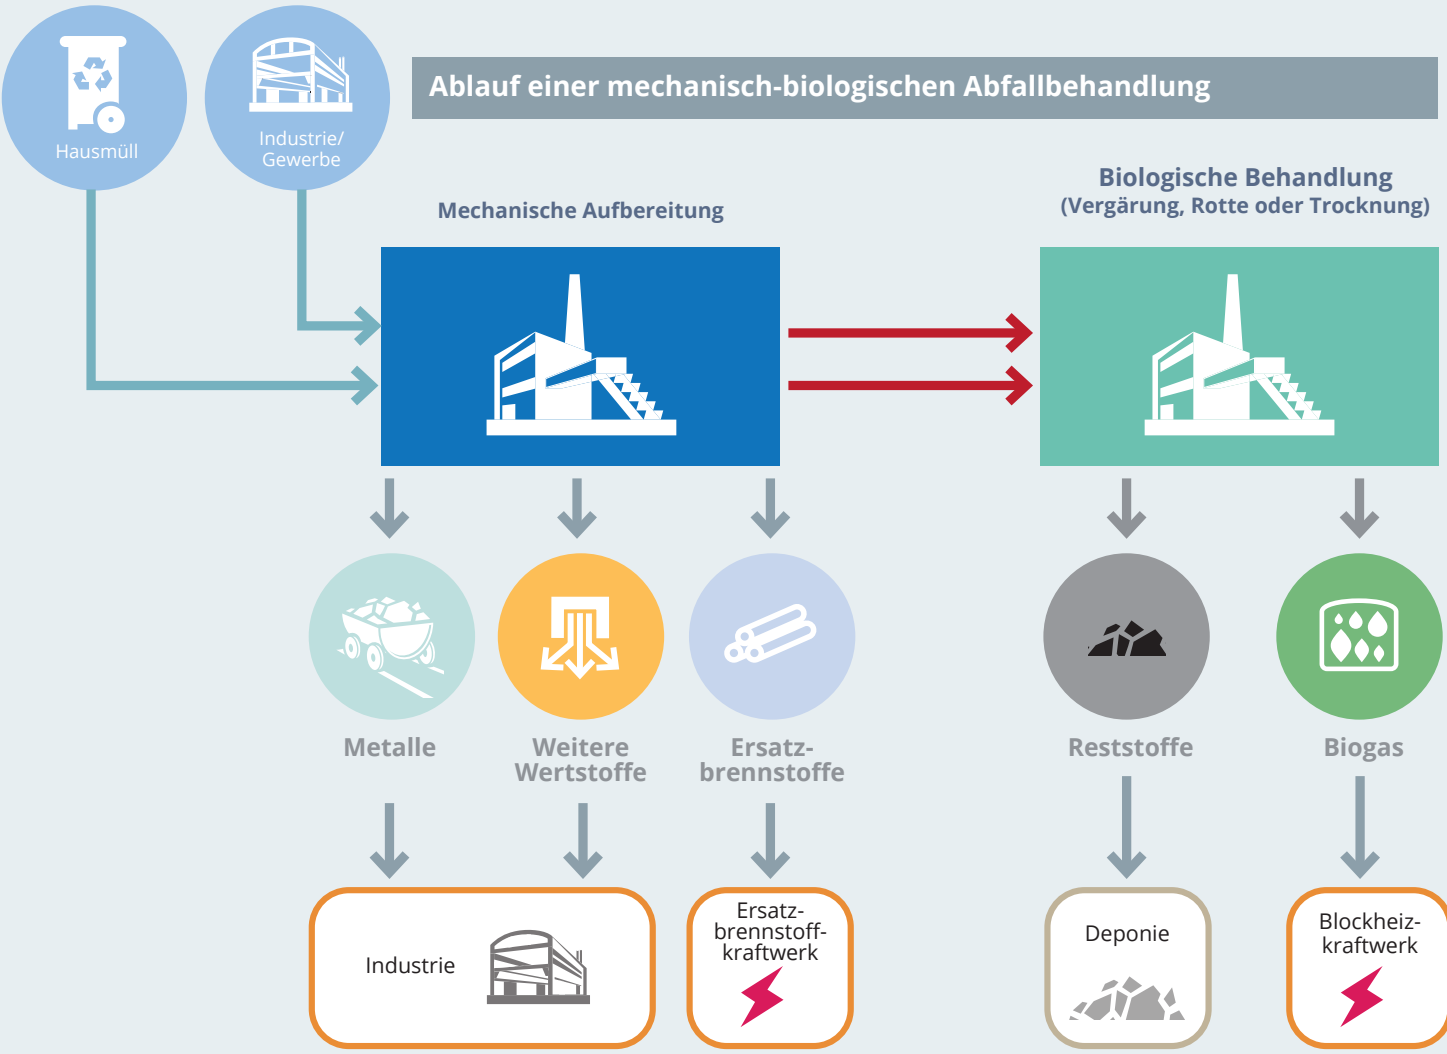 Ablauf einer mechanisch-biologischen Abfallbehandlung
Hausmüll
Industrie/
Gewerbe
Mechanische Aufbereitung
Biologische Behandlung
(Vergärung, Rotte oder Trocknung)
Metalle
Weitere
Wertstoffe
Ersatz-
brennstoffe
Reststoffe
Biogas
Industrie
Ersatz-
brennstoff-
kraftwerk
Deponie
Blockheiz-
kraftwerk